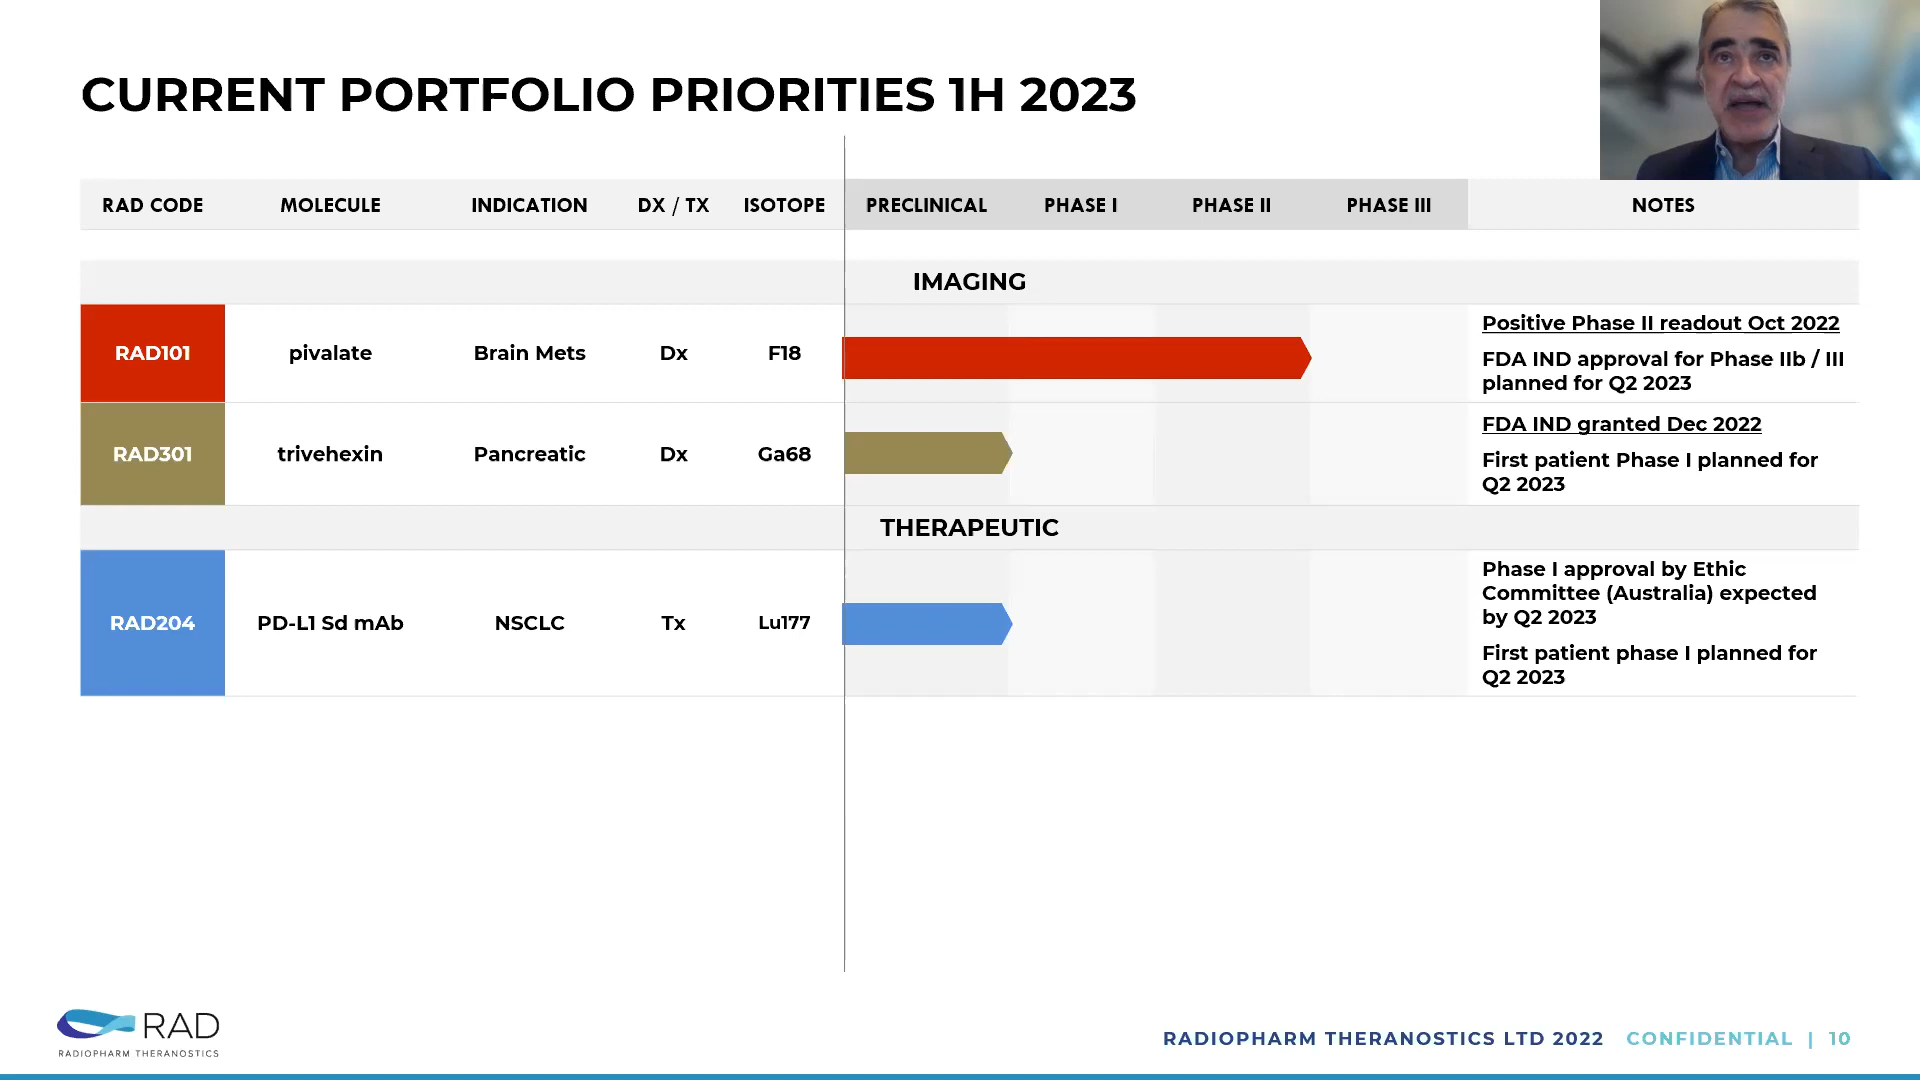 CURRENT PORTFOLIO PRIORITIES 1H 2023
RAD CODE MOLECULE INDICATION DX / TX ISOTOPE PRECLINICAL PHASE I PHASE II PHASE III NOTES
IMAGING
RAD101 pivalate Brain Mets Dx F18
Positive Phase II readout Oct 2022
FDA IND approval for Phase IIb / III
planned for Q2 2023
RAD301 trivehexin Pancreatic Dx Ga68
FDA IND granted Dec 2022
First patient Phase I planned for
Q2 2023
THERAPEUTIC
RAD204 PD-L1 Sd mAb NSCLC Tx Lu177
Phase I approval by Ethic
Committee (Australia) expected
by Q2 2023
First patient phase I planned for
Q2 2023
RAD
RADIOPHARM THERANOSTICS
RADIOPHARM THERANOSTICS LTD 2022 CONFIDENTIAL | 10